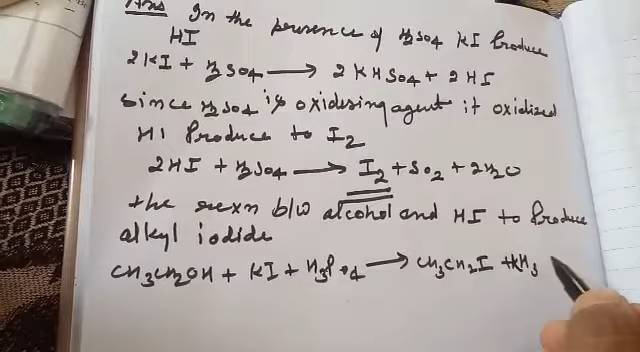 Ans In the presence of H2SO4 KI Produce
HI
2KI + H2SO4 → 2KHSO4 + 2HI
Since H2SO4 is oxidesing agent it oxidized
HI Produce to I2
2HI + H2SO4 → I2 + SO2 + 2H2O
the rexn b/w alcohol and HI to Produce
alkyl iodide
CH3CH2OH + KI + H3PO4 → CH3CH2I + KH3